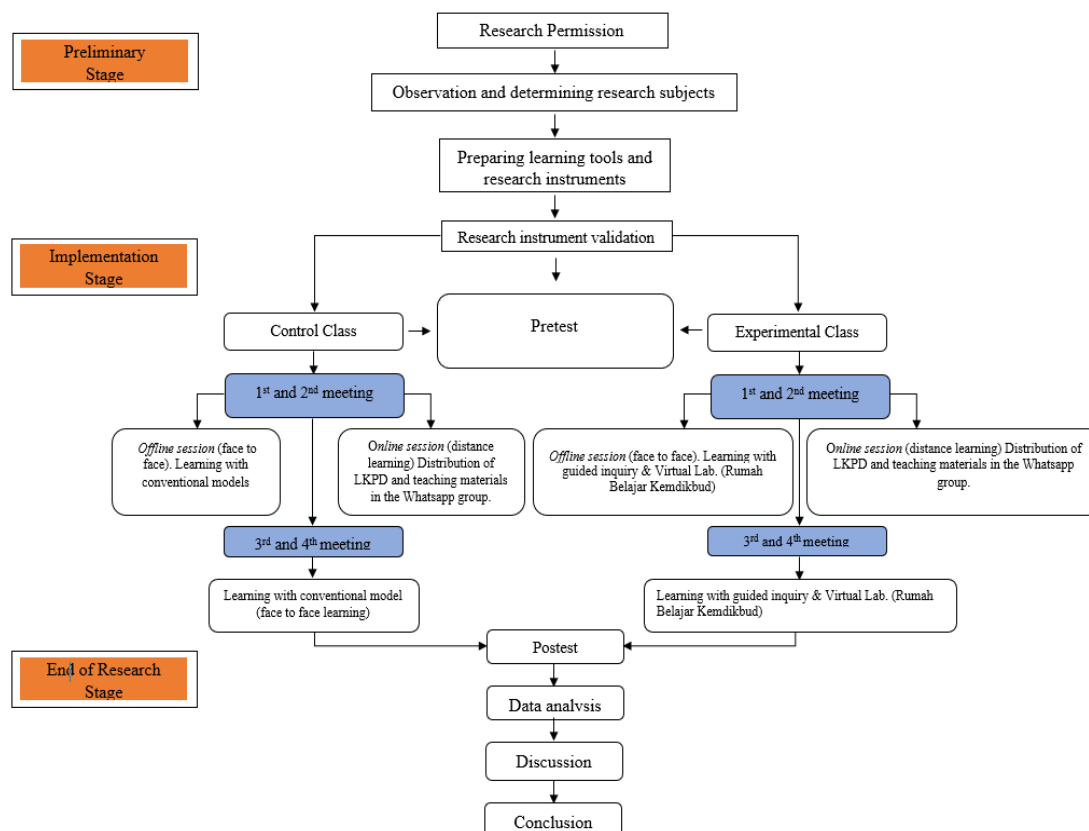 Research Permission
Preliminary
Stage
Observation and determining research subjects
Preparing learning tools and
research instruments
Research instrument validation
Implementation
Stage
Control Class
Pretest
Experimental Class
1st and 2nd meeting
1st and 2nd meeting
Offline session (face to
face). Learning with
conventional models
Online session (distance
learning) Distribution of
LKPD and teaching materials
in the Whatsapp group.
Offline session (face to face). Learning with
guided inquiry & Virtual Lab. (Rumah
Belajar Kemdikbud)
Online session (distance learning) Distribution of
LKPD and teaching materials in the Whatsapp
group.
3rd and 4th meeting
3rd and 4th meeting
Learning with conventional model
(face to face learning)
Learning with guided inquiry & Virtual Lab. (Rumah
Belajar Kemdikbud)
Postest
End of Research
Stage
Data analysis
Discussion
Conclusion